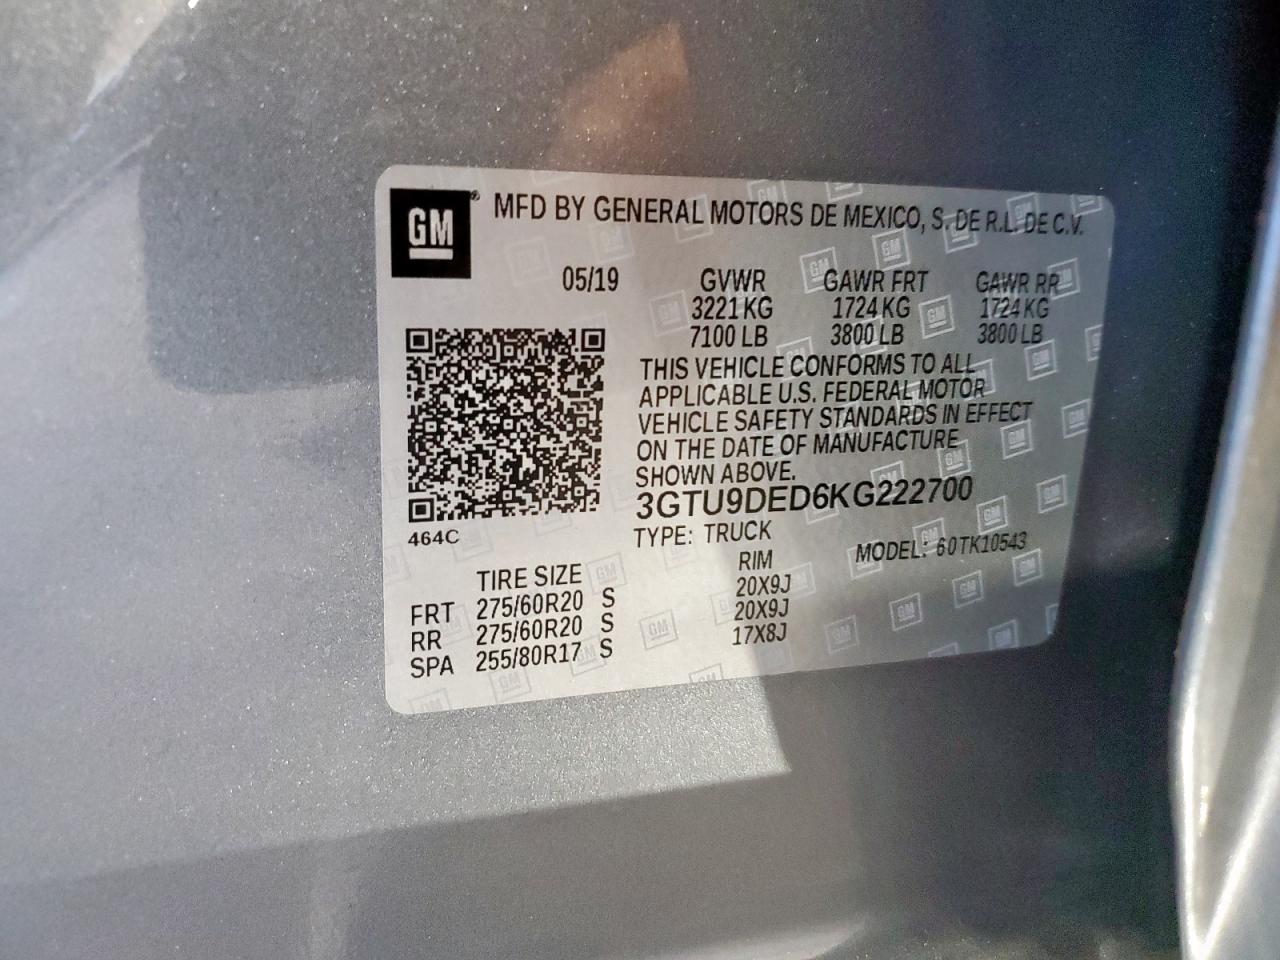 GM MFD BY GENERAL MOTORS DE MEXICO, S. DE R.L. DE C.V.
05/19 GVWR GAWR FRT GAWR RR
3221 KG 1724 KG 1724 KG
7100 LB 3800 LB 3800 LB
THIS VEHICLE CONFORMS TO ALL
APPLICABLE U.S. FEDERAL MOTOR
VEHICLE SAFETY STANDARDS IN EFFECT
ON THE DATE OF MANUFACTURE
SHOWN ABOVE.
3GTU9DED6KG222700
464C
TYPE: TRUCK MODEL: 60TK10543
TIRE SIZE RIM
FRT 275/60R20 S 20X9J
RR 275/60R20 S 20X9J
SPA 255/80R17 S 17X8J